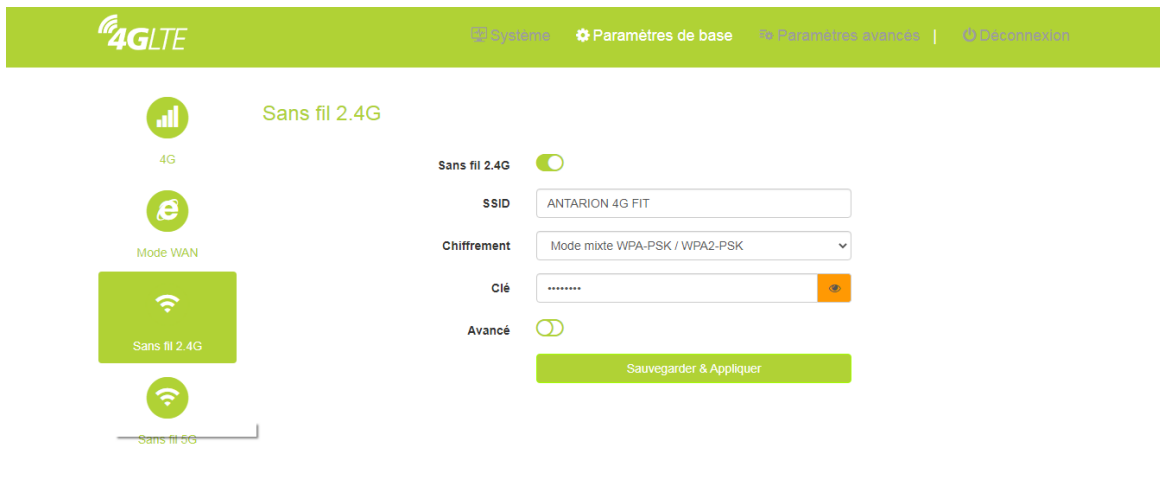 4GLTE
Système Paramètres de base Paramètres avancés | Déconnexion
4G
Mode WAN
Sans fil 2.4G
Sans fil 5G
Sans fil 2.4G
Sans fil 2.4G
SSID ANTARION 4G FIT
Chiffrement Mode mixte WPA-PSK / WPA2-PSK
Clé ••••••••
Avancé
Sauvegarder & Appliquer